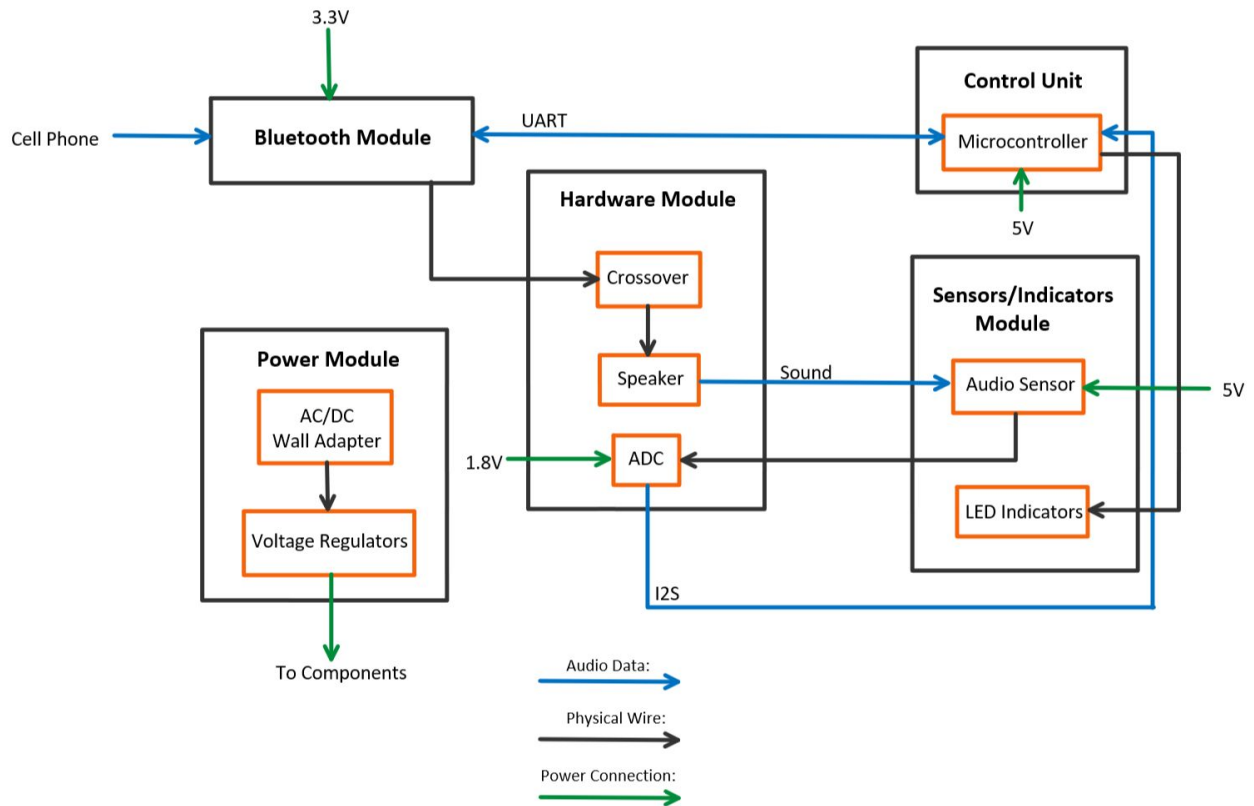 3.3V
Cell Phone
Bluetooth Module
UART
Control Unit
Microcontroller
5V
Hardware Module
Crossover
Speaker
Sound
1.8V
ADC
I2S
Sensors/Indicators
Module
Audio Sensor
5V
LED Indicators
Power Module
AC/DC
Wall Adapter
Voltage Regulators
To Components
Audio Data:
Physical Wire:
Power Connection: